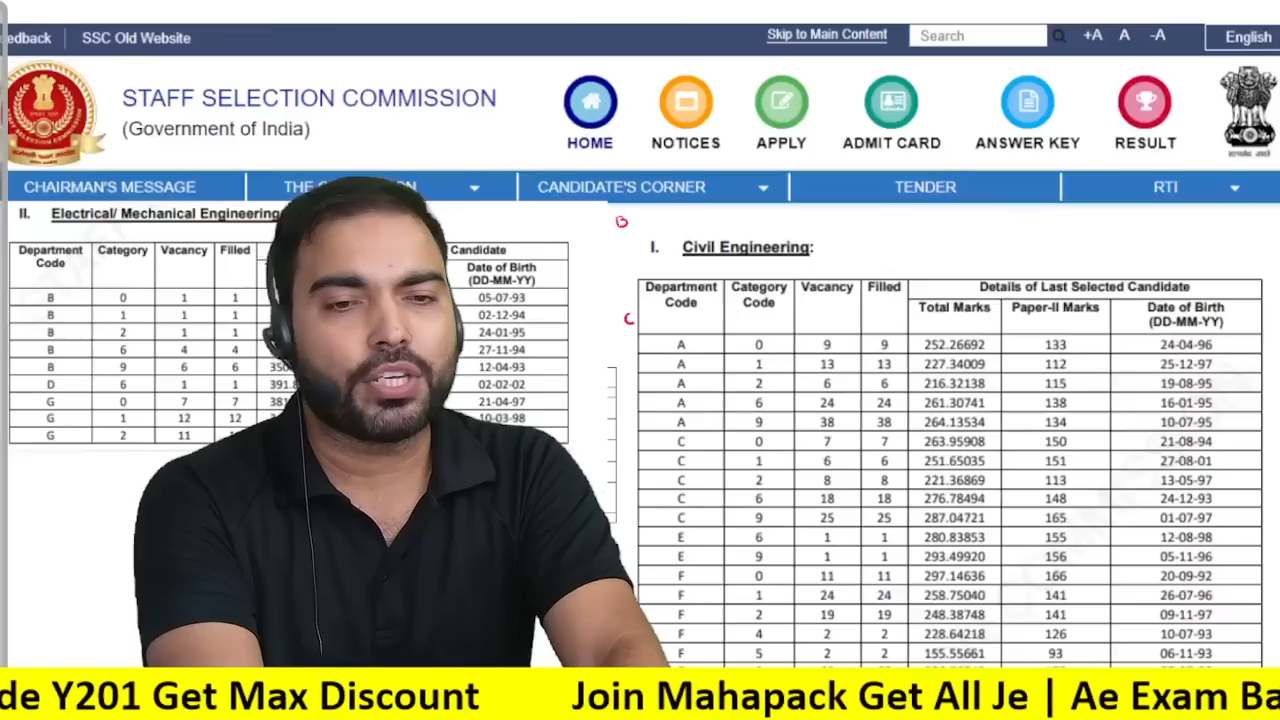 edback SSC Old Website Skip to Main Content Search +A A -A English
STAFF SELECTION COMMISSION
(Government of India)
HOME NOTICES APPLY ADMIT CARD ANSWER KEY RESULT
CHAIRMAN'S MESSAGE THE ON CANDIDATE'S CORNER TENDER RTI
II. Electrical/ Mechanical Engineering
Department Code Category Vacancy Filled Candidate
Date of Birth (DD-MM-YY)
B 0 1 1 05-07-93
B 1 1 1 02-12-94
B 2 1 1 24-01-95
B 6 4 4 27-11-94
B 9 6 6 350 12-04-93
D 6 1 1 391.8 02-02-02
G 0 7 7 381 21-04-97
G 1 12 12 10-03-98
G 2 11
B
C
I. Civil Engineering:
Department Code Category Code Vacancy Filled Details of Last Selected Candidate
Total Marks Paper-II Marks Date of Birth (DD-MM-YY)
A 0 9 9 252.26692 133 24-04-96
A 1 13 13 227.34009 112 25-12-97
A 2 6 6 216.32138 115 19-08-95
A 6 24 24 261.30741 138 16-01-95
A 9 38 38 264.13534 134 10-07-95
C 0 7 7 263.95908 150 21-08-94
C 1 6 6 251.65035 151 27-08-01
C 2 8 8 221.36869 113 13-05-97
C 6 18 18 276.78494 148 24-12-93
C 9 25 25 287.04721 165 01-07-97
E 6 1 1 280.83853 155 12-08-98
E 9 1 1 293.49920 156 05-11-96
F 0 11 11 297.14636 166 20-09-92
F 1 24 24 258.75040 141 26-07-96
F 2 19 19 248.38748 141 09-11-97
F 4 2 2 228.64218 126 10-07-93
F 5 2 2 155.55661 93 06-11-93
de Y201 Get Max Discount Join Mahapack Get All Je | Ae Exam Ba